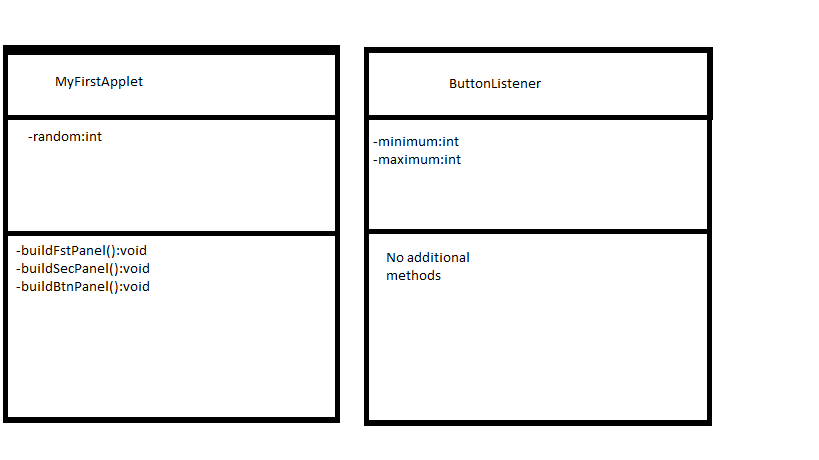 MyFirstApplet
-random:int
-buildFstPanel():void
-buildSecPanel():void
-buildBtnPanel():void
ButtonListener
-minimum:int
-maximum:int
No additional
methods